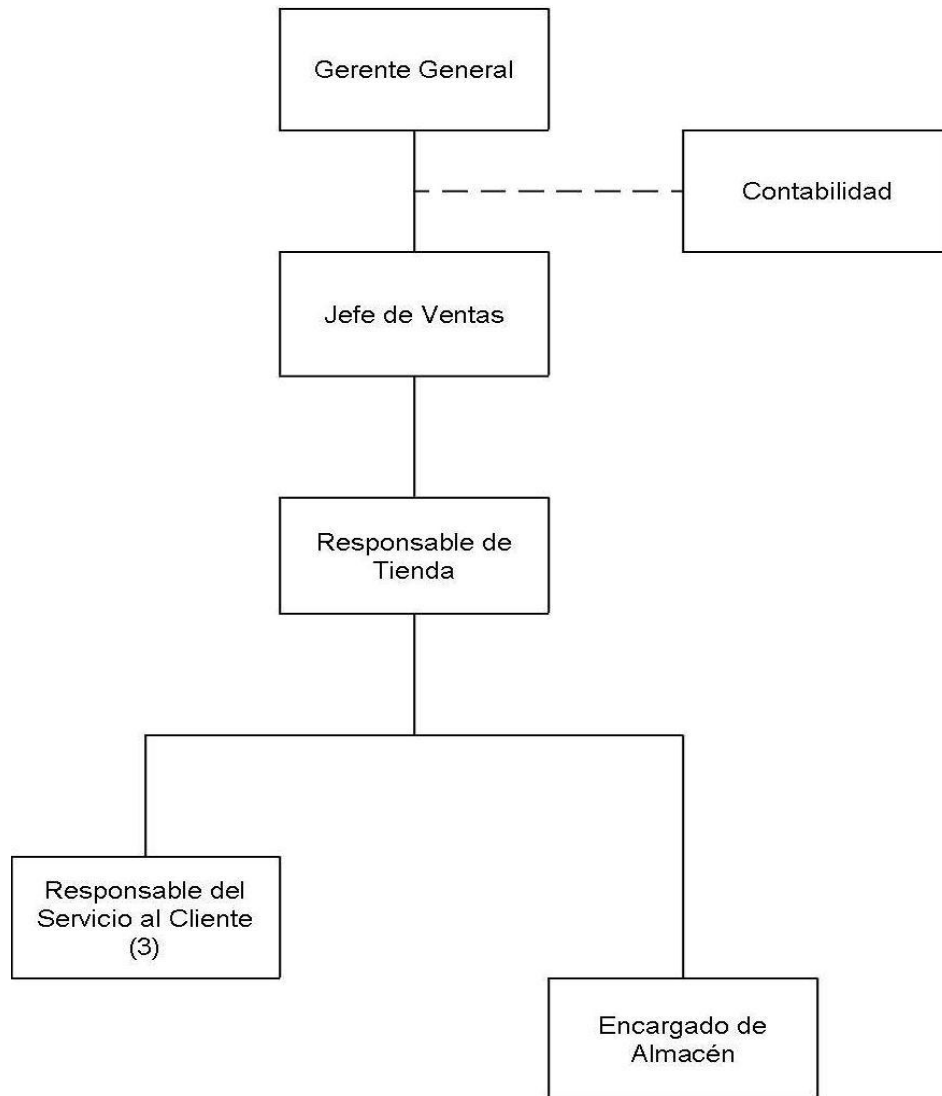 Gerente General
Contabilidad
Jefe de Ventas
Responsable de
Tienda
Responsable del
Servicio al Cliente
(3)
Encargado de
Almacén